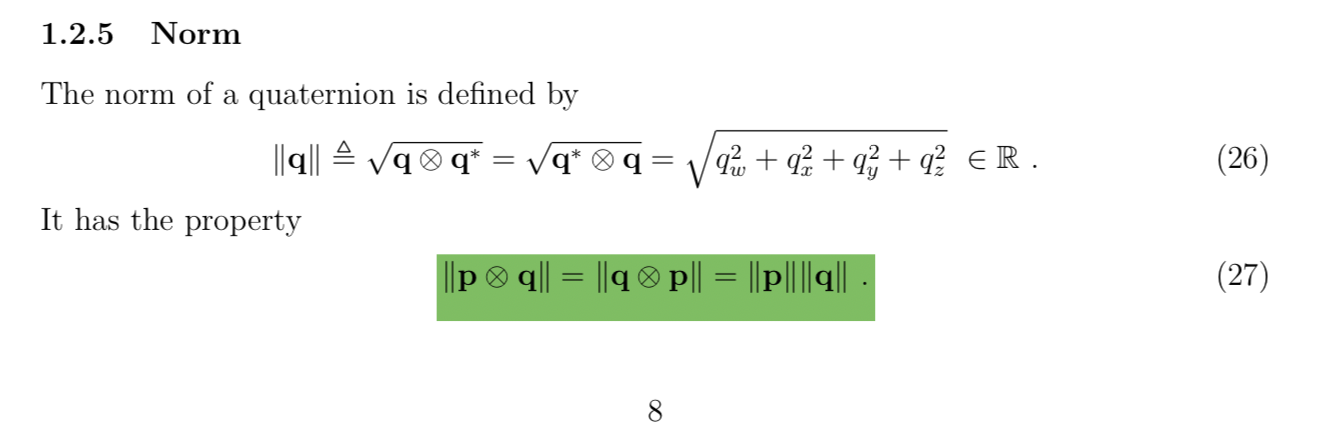 1.2.5 Norm
The norm of a quaternion is defined by
‖q‖ ≜ √(q ⊗ q*) = √(q* ⊗ q) = √(q_w² + q_x² + q_y² + q_z²) ∈ ℝ . (26)
It has the property
‖p ⊗ q‖ = ‖q ⊗ p‖ = ‖p‖‖q‖ . (27)
8